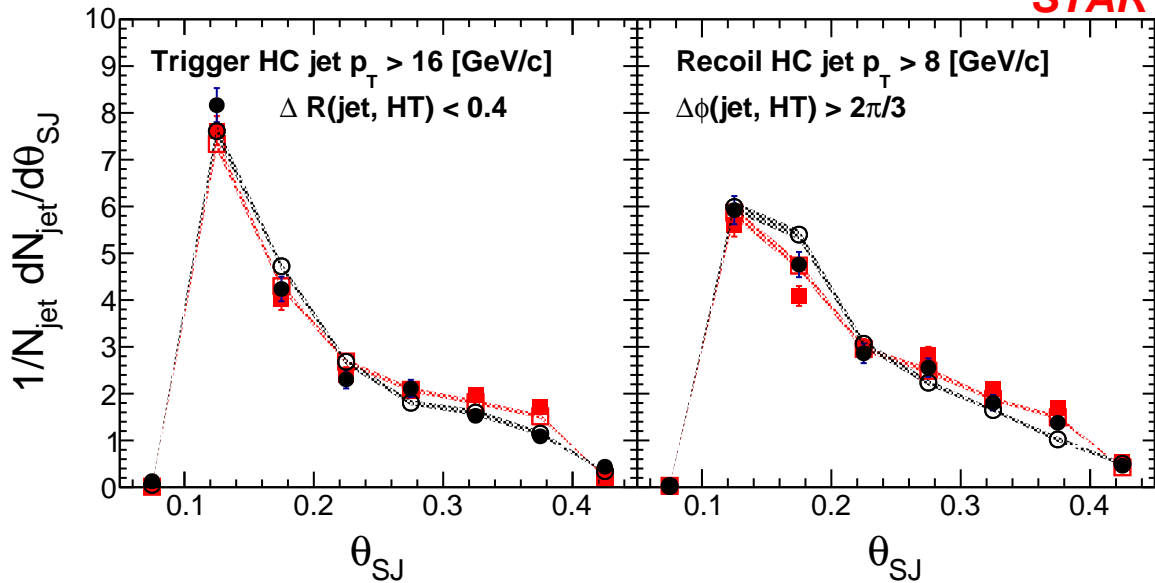 STAR
Trigger HC jet p_T > 16 [GeV/c]
Δ R(jet, HT) < 0.4
Recoil HC jet p_T > 8 [GeV/c]
Δϕ(jet, HT) > 2π/3
1/N_jet dN_jet/dθ_SJ
10
9
8
7
6
5
4
3
2
1
0
0.1 0.2 0.3 0.4
0.1 0.2 0.3 0.4
θ_SJ
θ_SJ